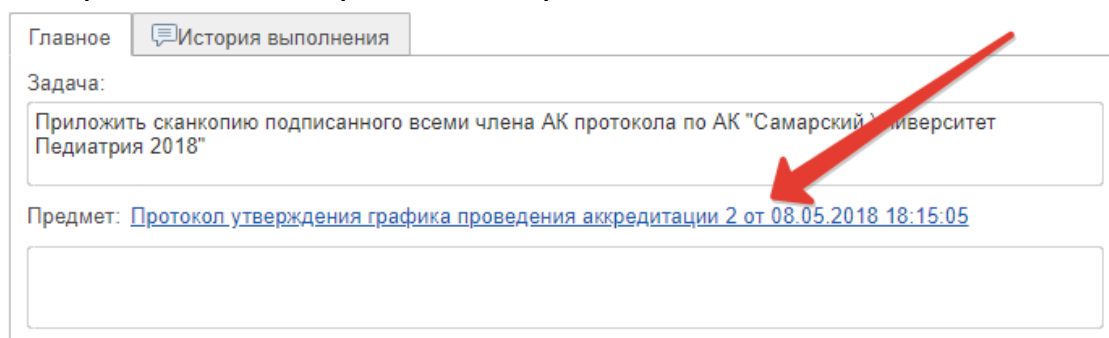 Главное История выполнения
Задача:
Приложить сканкопию подписанного всеми члена АК протокола по АК "Самарский
Педиатрия 2018"
Предмет: Протокол утверждения графика проведения аккредитации 2 от 08.05.2018 18:15:05